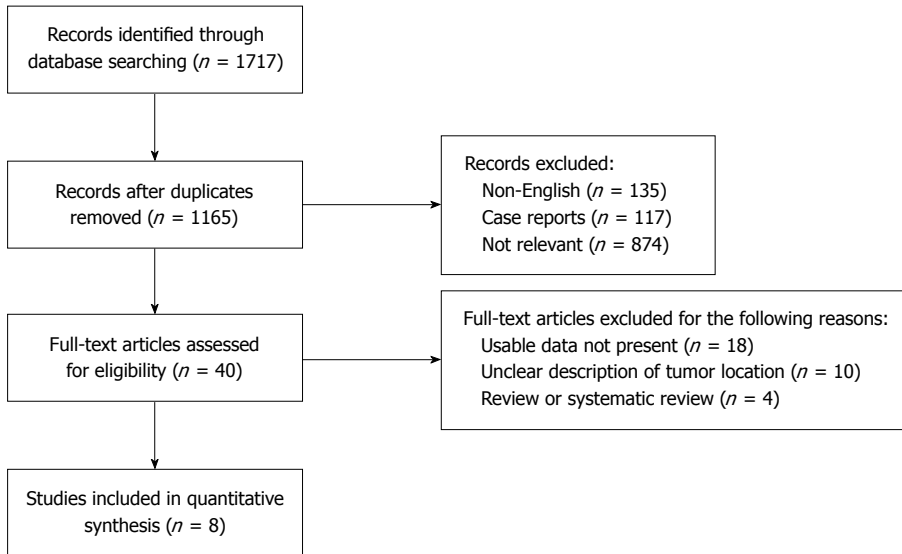 Records identified through
database searching (n = 1717)
Records after duplicates
removed (n = 1165)
Records excluded:
Non-English (n = 135)
Case reports (n = 117)
Not relevant (n = 874)
Full-text articles assessed
for eligibility (n = 40)
Full-text articles excluded for the following reasons:
Usable data not present (n = 18)
Unclear description of tumor location (n = 10)
Review or systematic review (n = 4)
Studies included in quantitative
synthesis (n = 8)